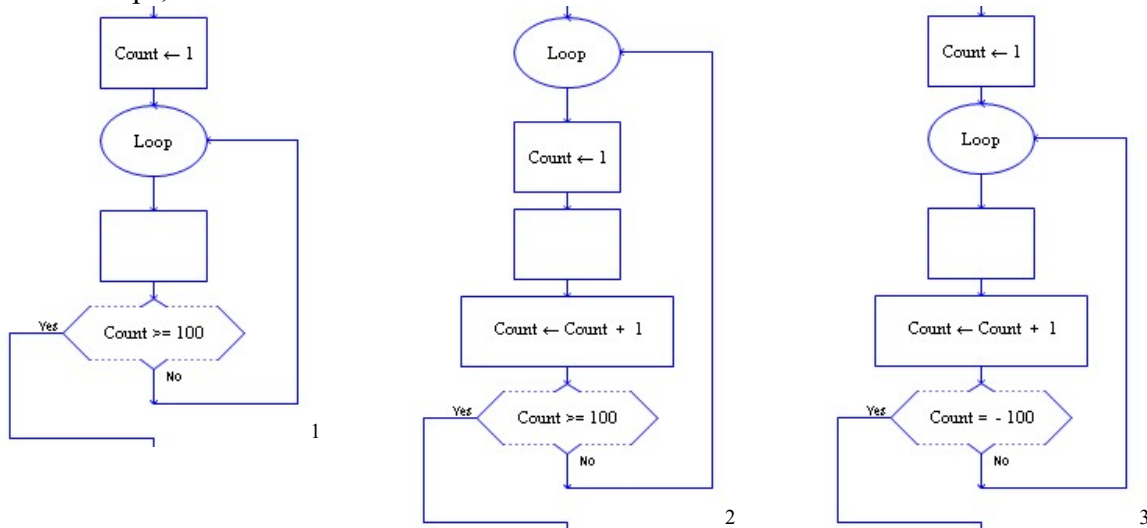 Count ← 1
Loop
Count >= 100
Yes
No
1
Loop
Count ← 1
Count ← Count + 1
Count >= 100
Yes
No
2
Count ← 1
Loop
Count ← Count + 1
Count = - 100
Yes
No
3